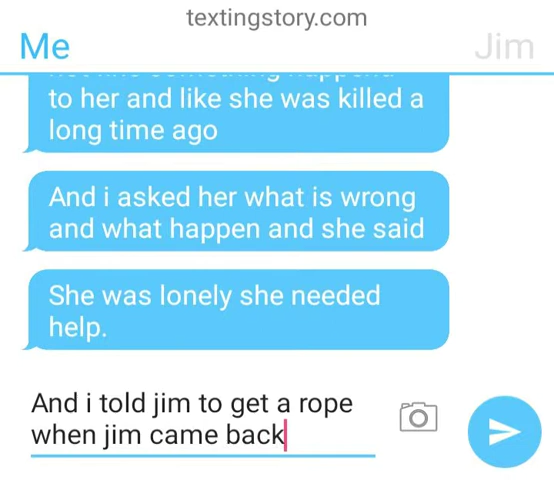 textingstory.com
Me
Jim
to her and like she was killed a
long time ago
And i asked her what is wrong
and what happen and she said
She was lonely she needed
help.
And i told jim to get a rope
when jim came back